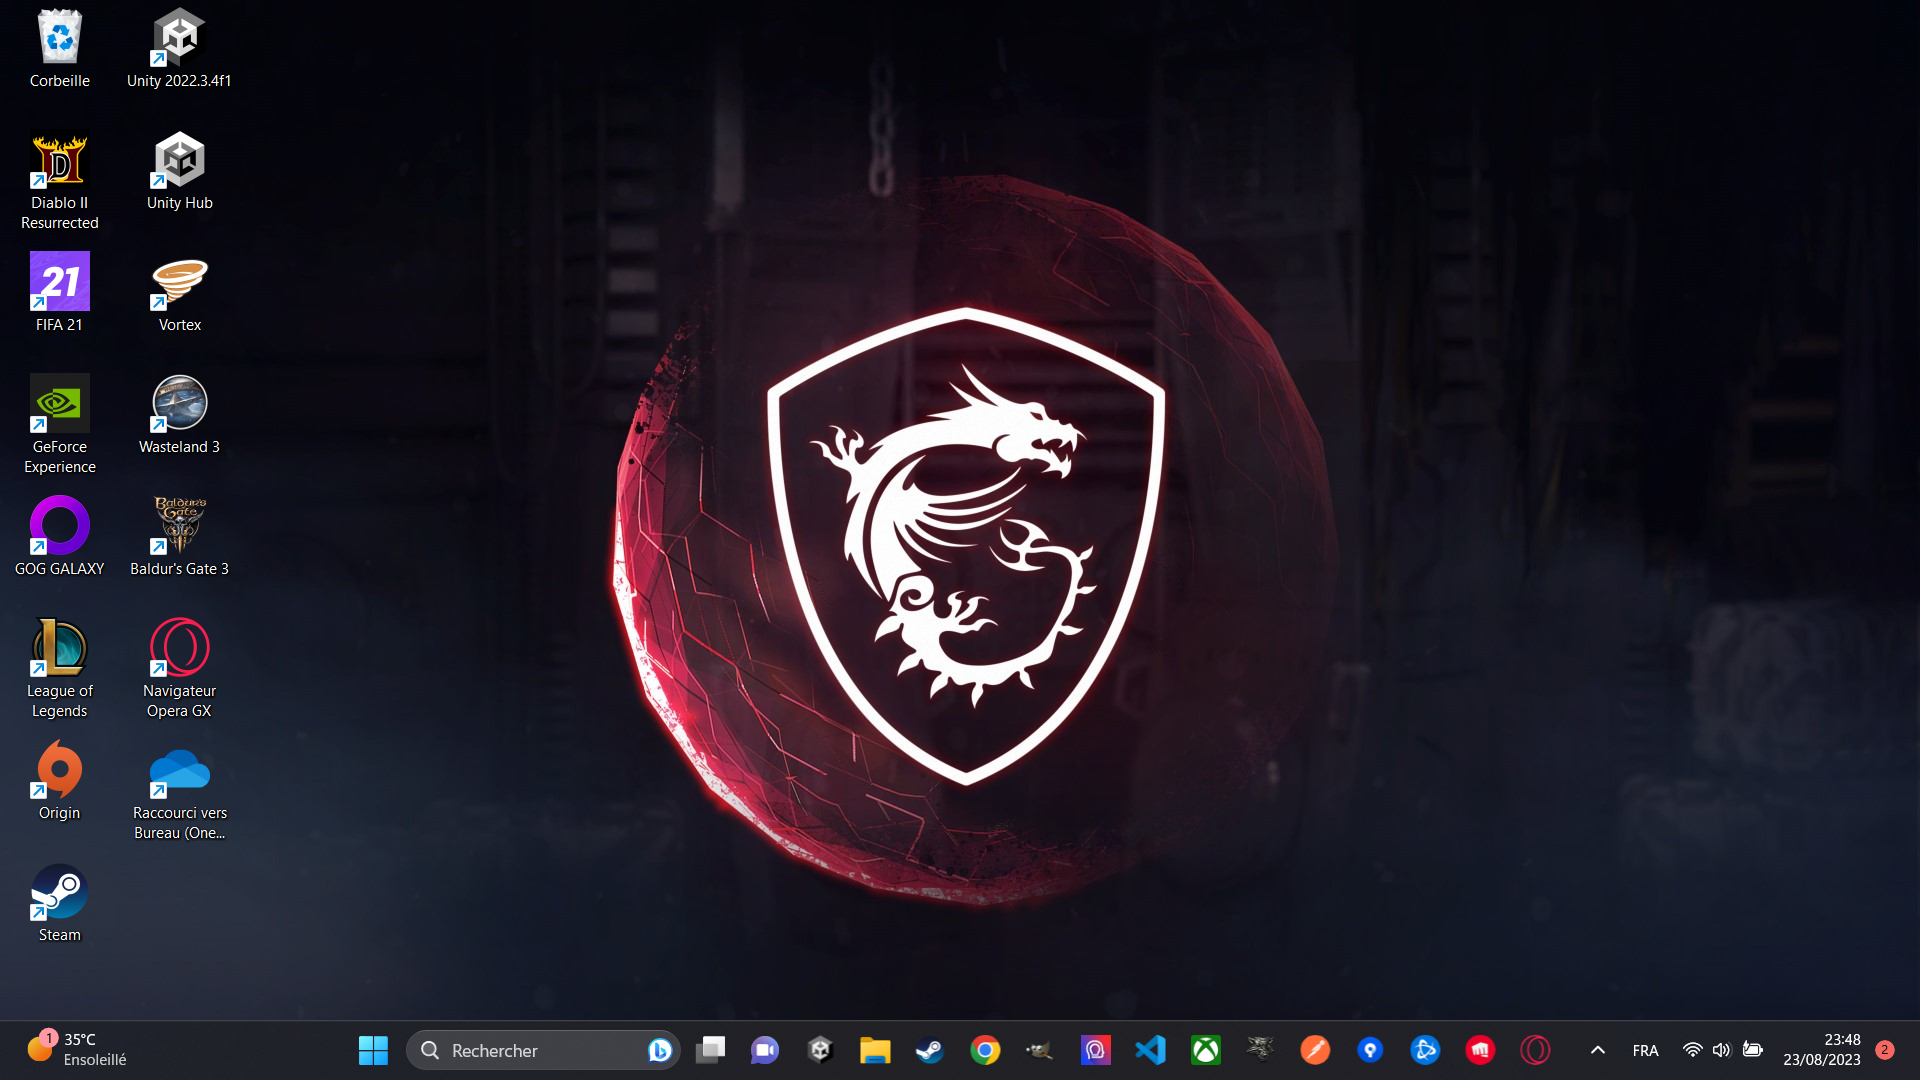 Corbeille
Unity 2022.3.4f1
Diablo II
Resurrected
Unity Hub
21
FIFA 21
Vortex
GeForce
Experience
Wasteland 3
Baldur's
Gate
GOG GALAXY
Baldur's Gate 3
League of
Legends
Navigateur
Opera GX
Origin
Raccourci vers
Bureau (One...
Steam
1
35°C
Ensoleillé
Rechercher
FRA
23:48
23/08/2023
2